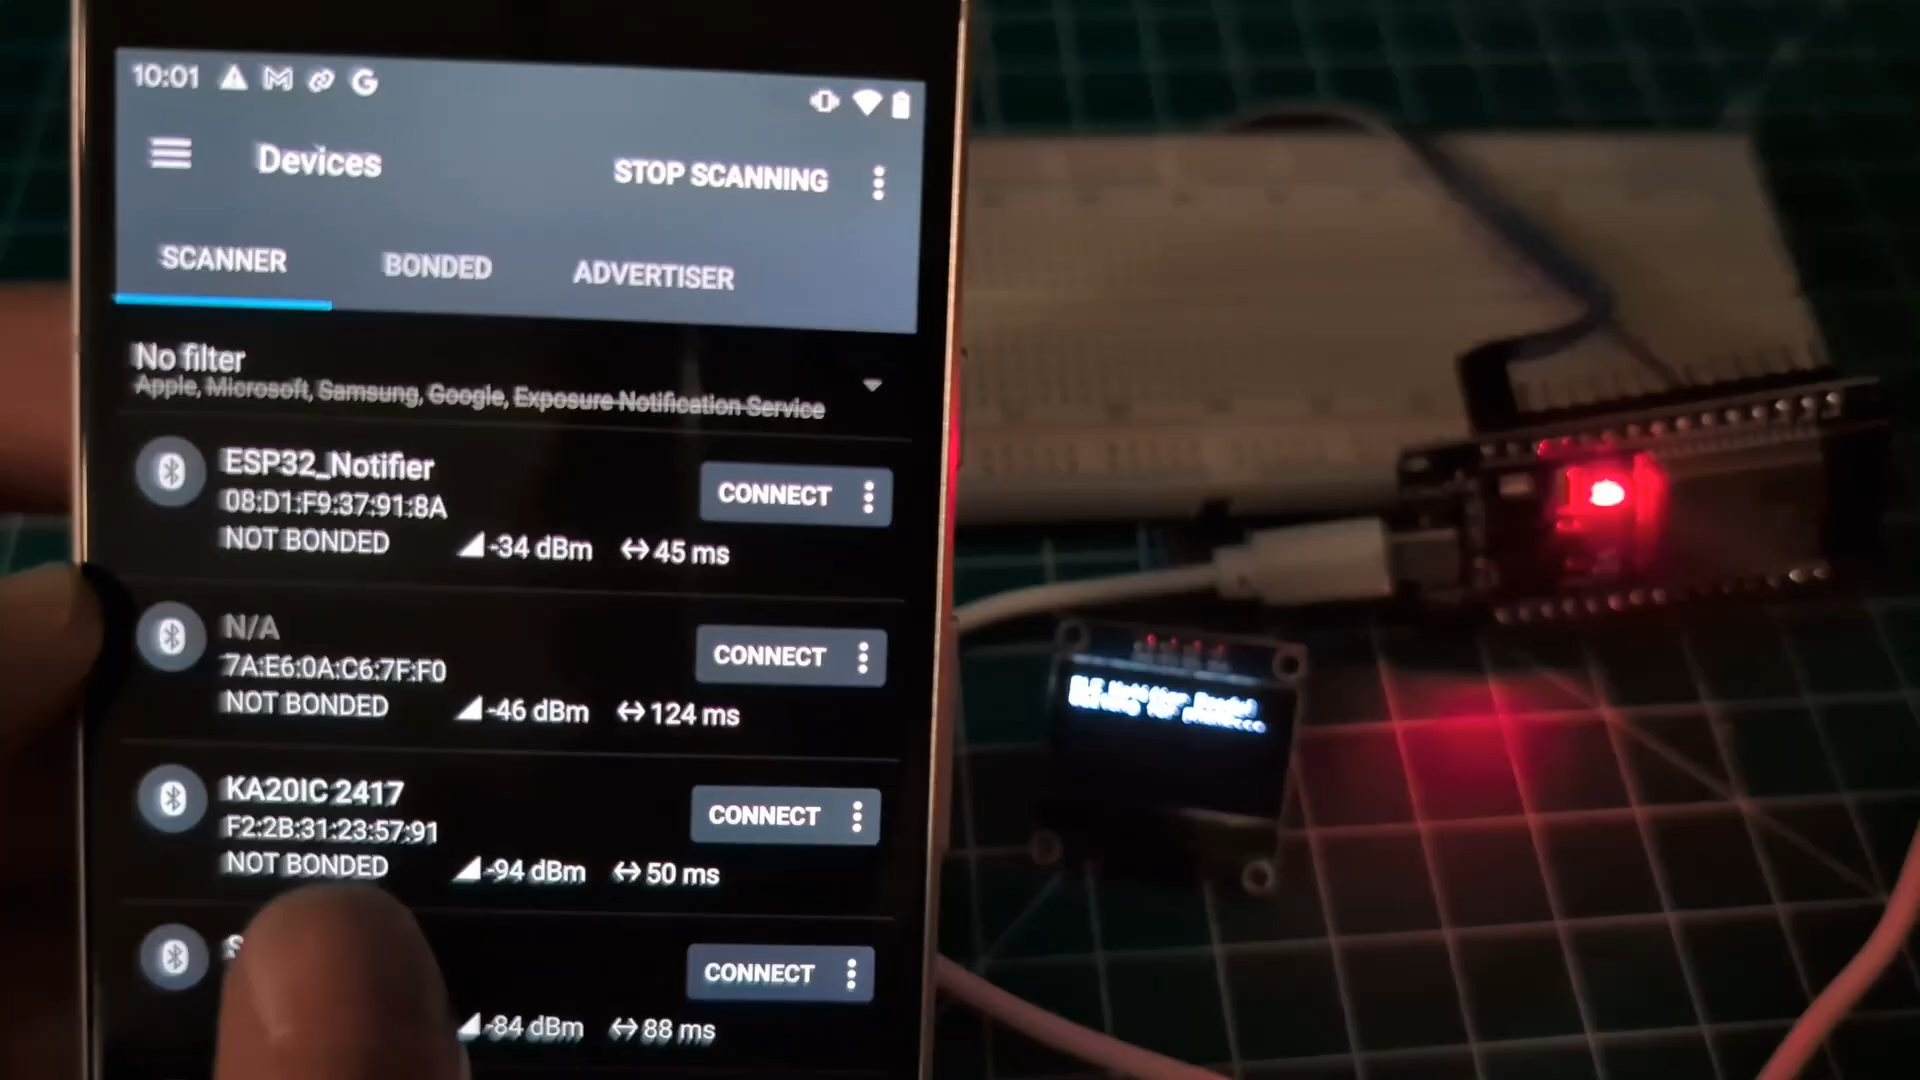 10:01
Devices
STOP SCANNING
SCANNER
BONDED
ADVERTISER
No filter
Apple, Microsoft, Samsung, Google, Exposure Notification Service
ESP32_Notifier
CONNECT
08:D1:F9:37:91:8A
NOT BONDED
-34 dBm
45 ms
N/A
CONNECT
7A:E6:0A:C6:7F:F0
NOT BONDED
-46 dBm
124 ms
KA20IC 2417
CONNECT
F2:2B:31:23:57:91
NOT BONDED
-94 dBm
50 ms
CONNECT
-84 dBm
88 ms